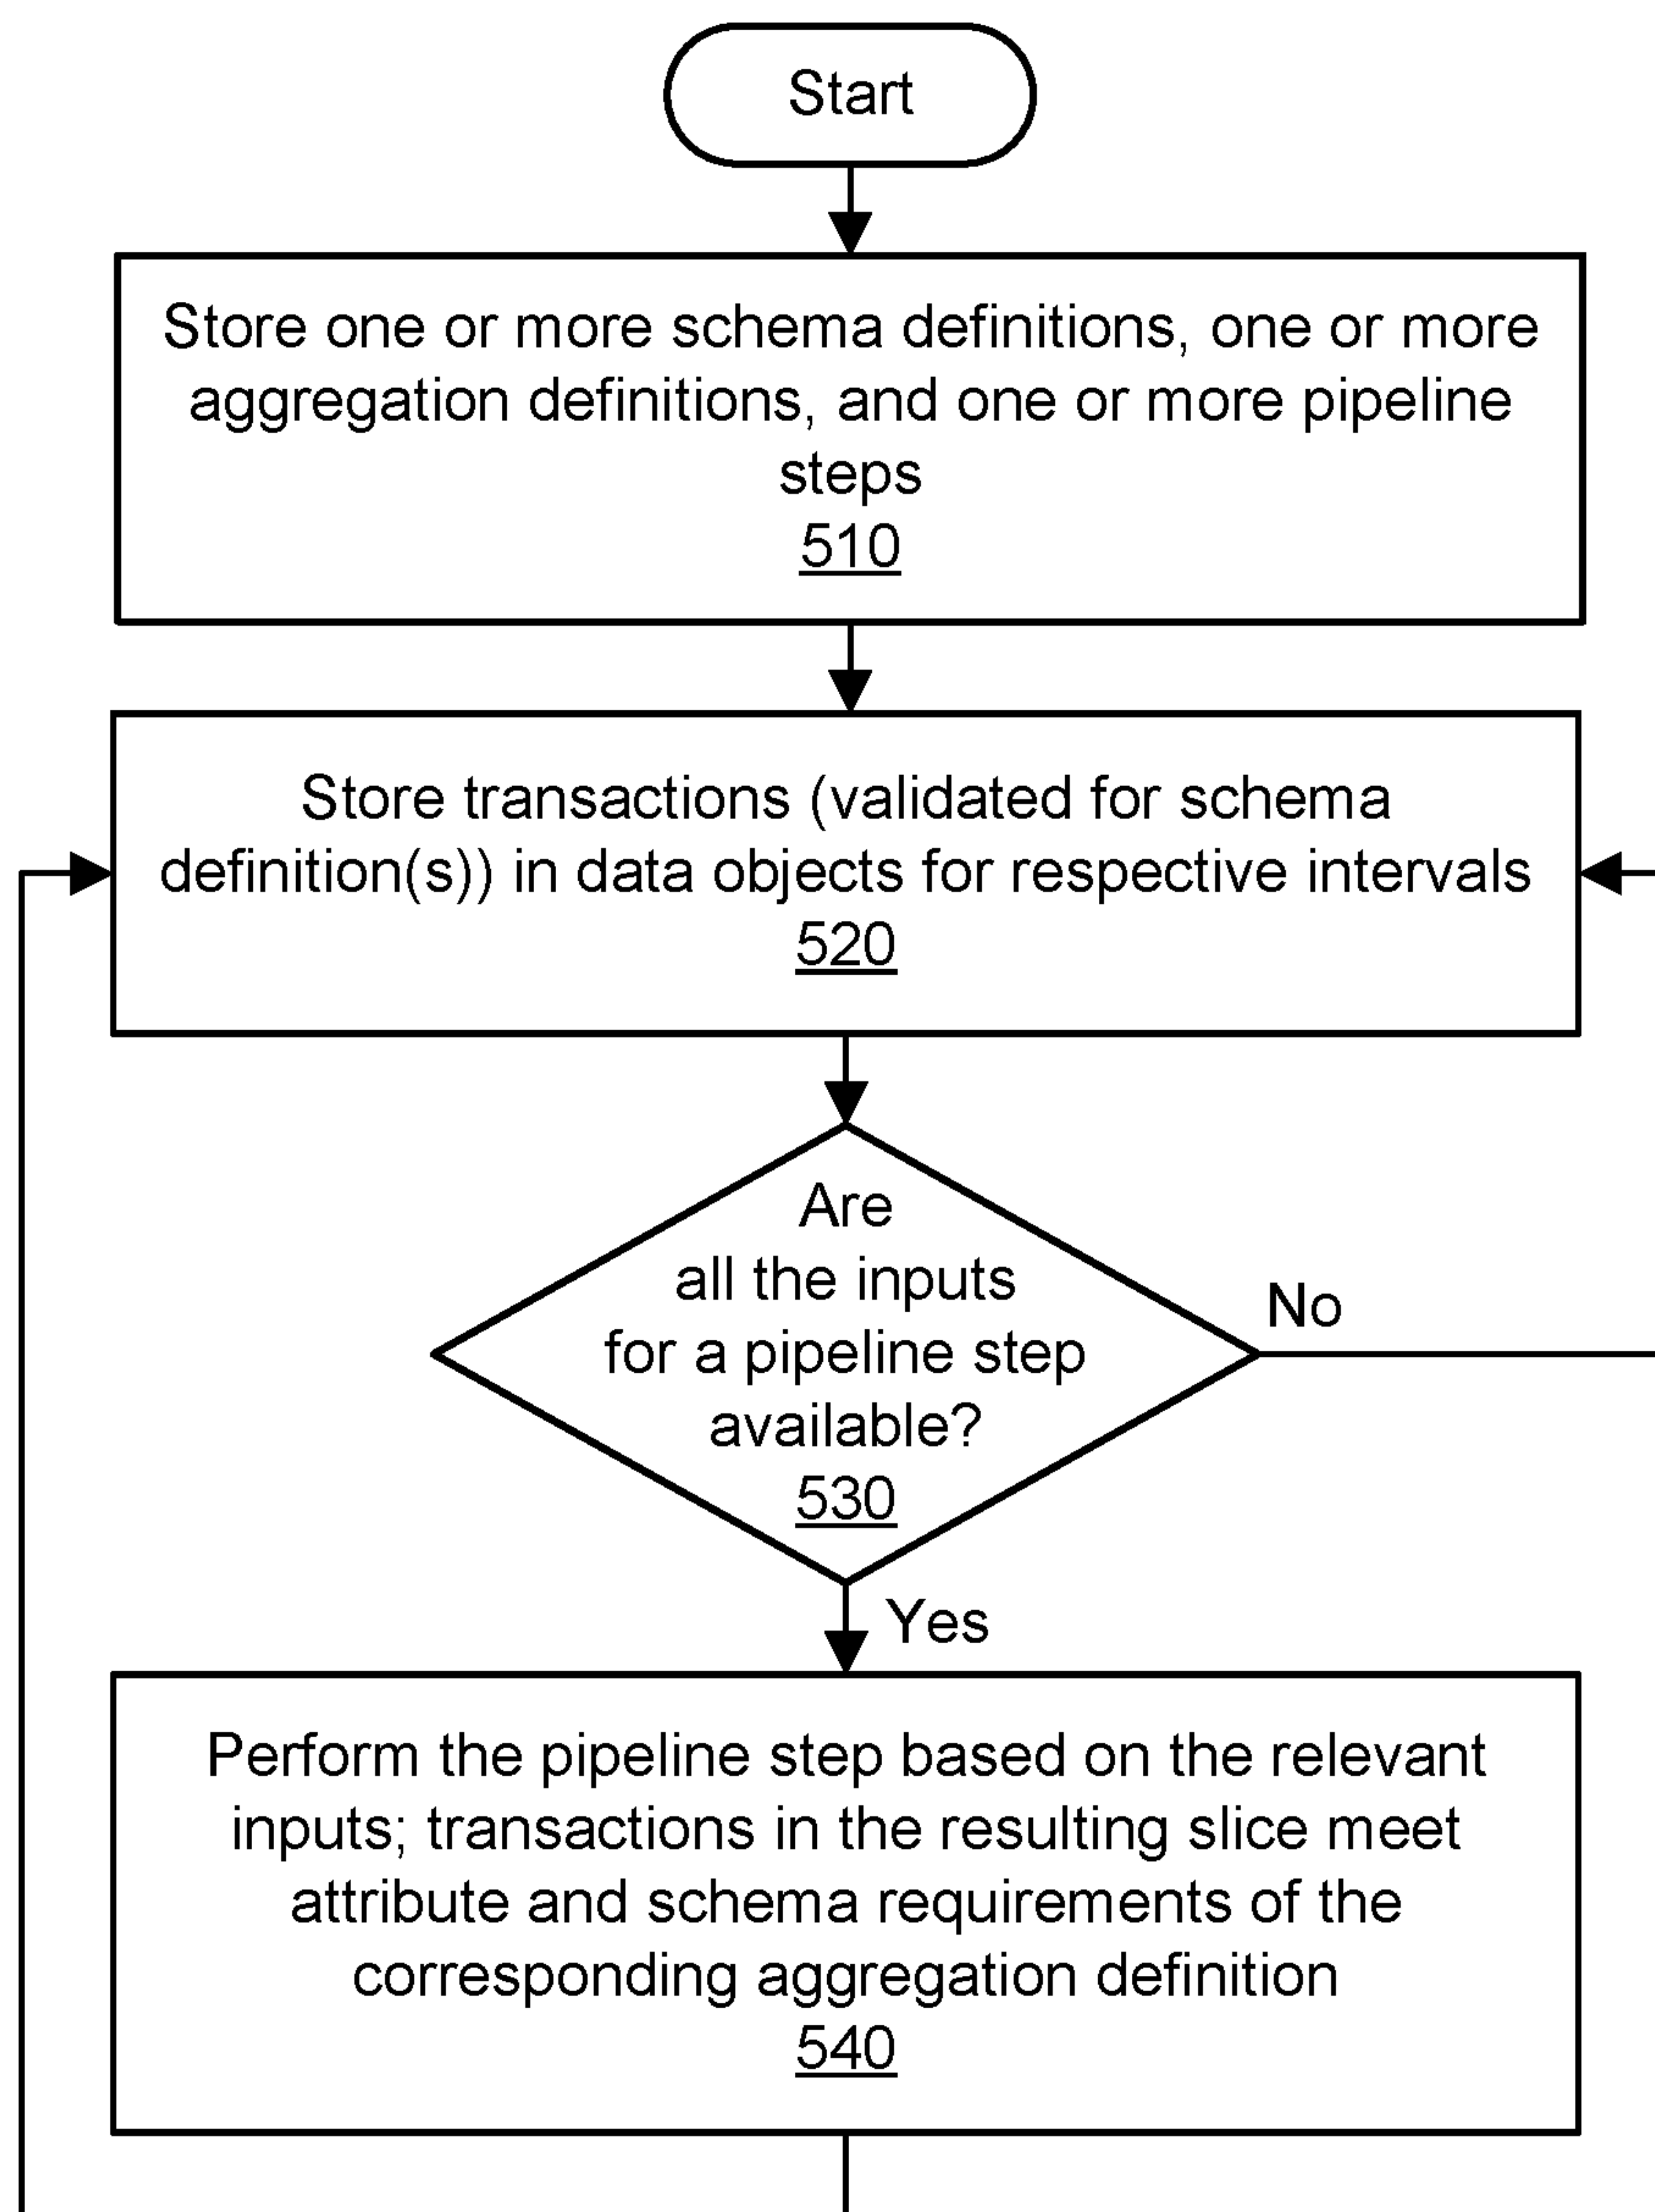 Start
Store one or more schema definitions, one or more
aggregation definitions, and one or more pipeline
steps
510
Store transactions (validated for schema
definition(s)) in data objects for respective intervals
520
Are
all the inputs
for a pipeline step
available?
530
No
Yes
Perform the pipeline step based on the relevant
inputs; transactions in the resulting slice meet
attribute and schema requirements of the
corresponding aggregation definition
540